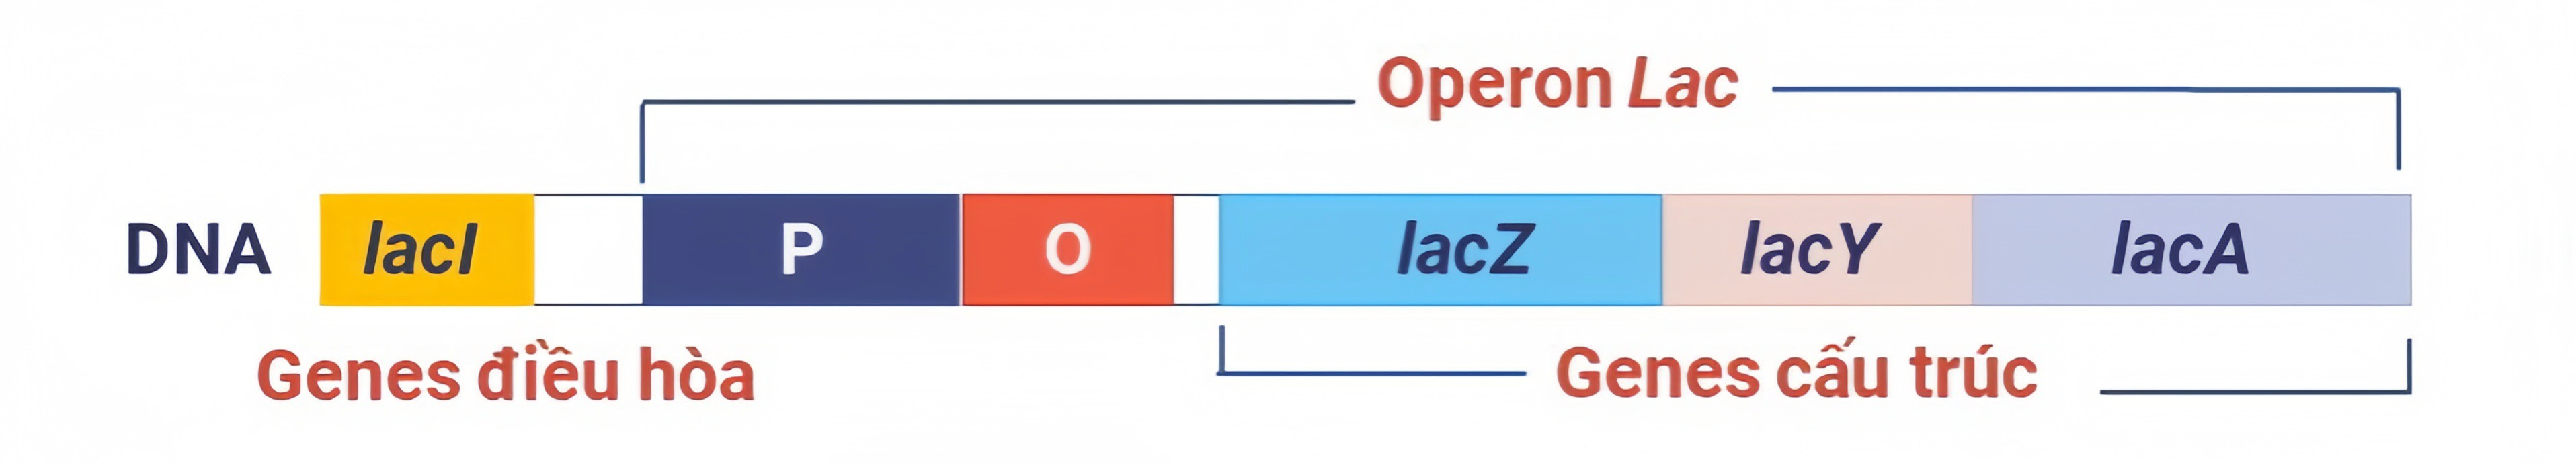 Operon Lac
DNA lacI P O lacZ lacY lacA
Genes điều hòa Genes cấu trúc